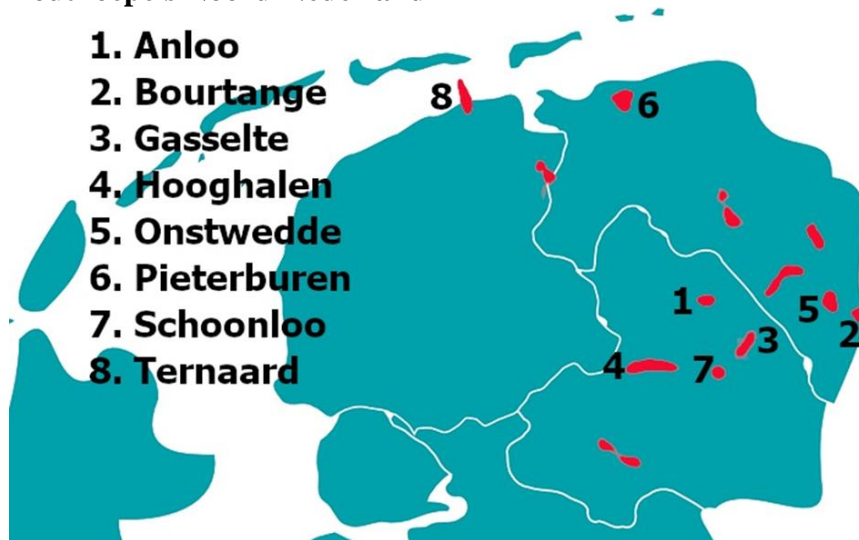 1. Anloo
2. Bourtange
3. Gasselte
4. Hooghalen
5. Onstwedde
6. Pieterburen
7. Schoonloo
8. Ternaard
8
6
1
5
2
3
4
7